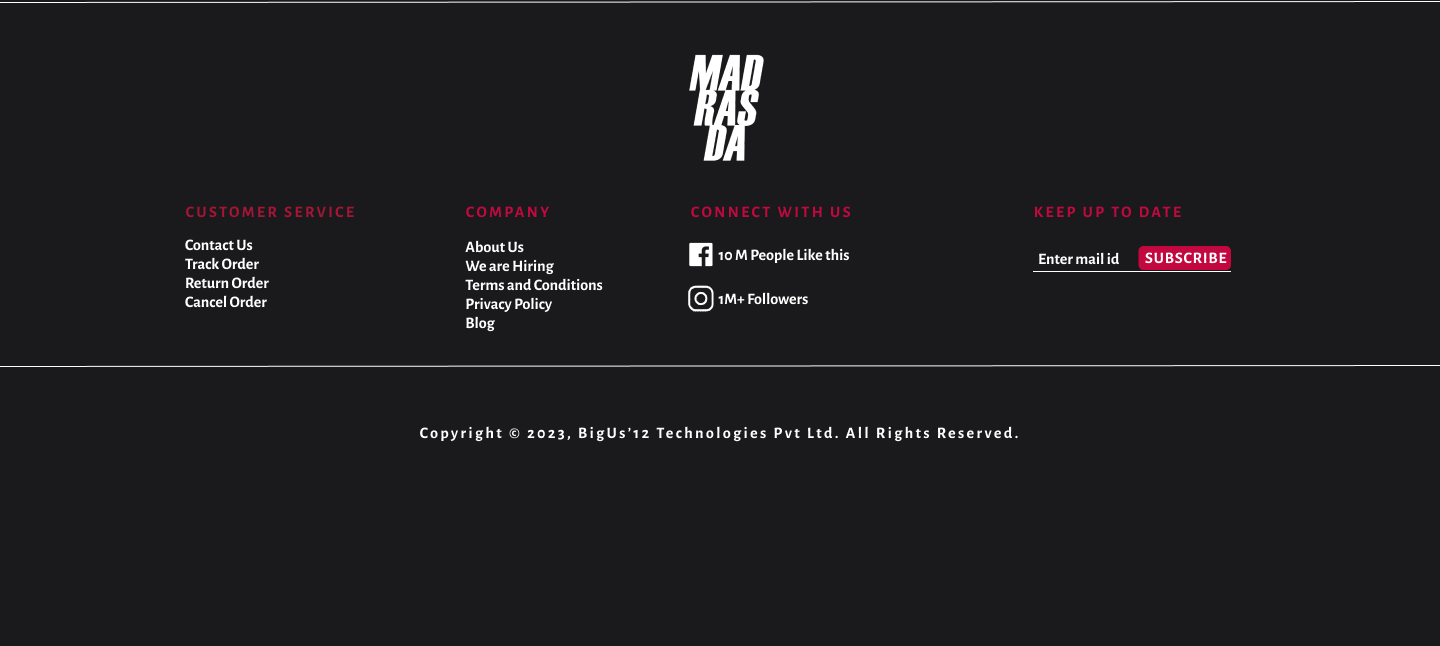 MAD
RAS
DA
CUSTOMER SERVICE
Contact Us
Track Order
Return Order
Cancel Order
COMPANY
About Us
We are Hiring
Terms and Conditions
Privacy Policy
Blog
CONNECT WITH US
10 M People Like this
1M+ Followers
KEEP UP TO DATE
Enter mail id SUBSCRIBE
Copyright © 2023, BigUs’12 Technologies Pvt Ltd. All Rights Reserved.